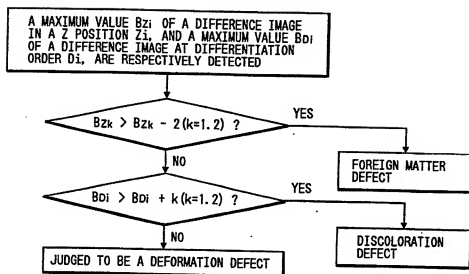 A MAXIMUM VALUE BZi OF A DIFFERENCE IMAGE
IN A Z POSITION Zi, AND A MAXIMUM VALUE BDi
OF A DIFFERENCE IMAGE AT DIFFERENTIATION
ORDER Di, ARE RESPECTIVELY DETECTED
BZk > BZk - 2(k=1.2) ?
YES
NO
FOREIGN MATTER
DEFECT
BDi > BDi + k(k=1.2) ?
YES
NO
DISCOLORATION
DEFECT
JUDGED TO BE A DEFORMATION DEFECT